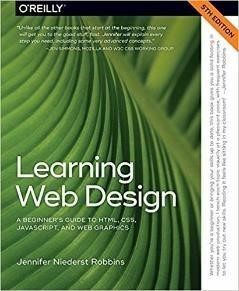 O'REILLY®
5TH EDITION
"Unlike the other books that start at the beginning, this one
will get you to the good stuff, fast. Jennifer will explain every
step you need, including some very advanced concepts."
—JEN SIMMONS, MOZILLA AND W3C CSS WORKING GROUP
Learning
Web Design
A BEGINNER'S GUIDE TO HTML, CSS,
JAVASCRIPT, AND WEB GRAPHICS
Jennifer Niederst Robbins